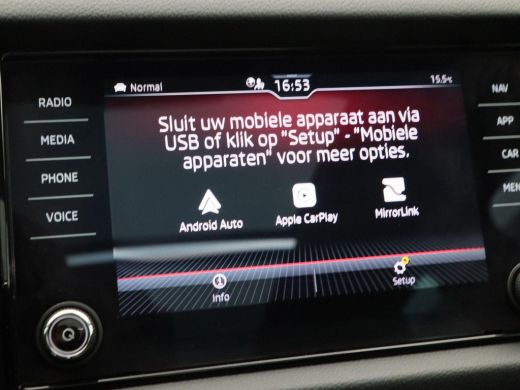 Normal
16:53
15.5°C
RADIO
MEDIA
PHONE
VOICE
NAV
APP
CAR
Sluit uw mobiele apparaat aan via
USB of klik op "Setup" - "Mobiele
apparaten" voor meer opties.
Android Auto
Apple CarPlay
MirrorLink
Info
Setup